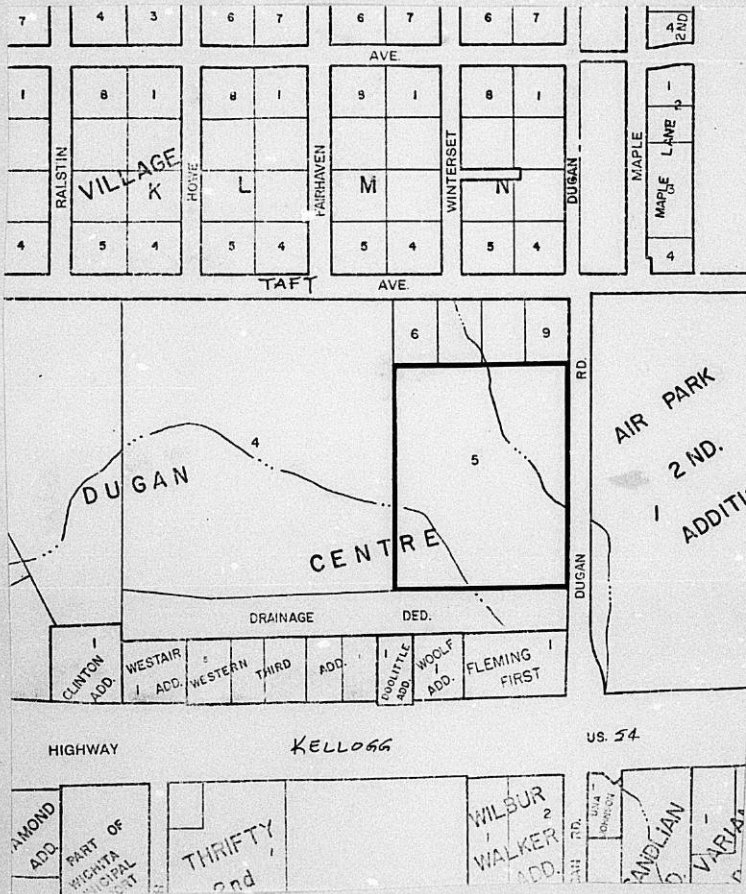 7 4 3 6 7 6 7 6 7 4 2ND
AVE.
1 8 1 8 1 8 1 8 1 1
2
RALSTIN
VILLAGE
K
HOWE
L
FAIRHAVEN
M
WINTERSET
N
DUGAN
MAPLE
MAPLE LANE
3
4 5 4 5 4 5 4 5 4 4
TAFT AVE.
6 9
RD.
AIR PARK
2 ND.
1
4
5
DUGAN
CENTRE
DUGAN
DRAINAGE DED.
1
CLINTON
ADD.
WESTAIR
1 ADD.
WESTERN THIRD ADD.
1
DOOLITTLE
ADD.
WOOLF
1
ADD.
FLEMING 1
FIRST
HIGHWAY KELLOGG US. 54
ADD.
PART OF
WICHITA
THRIFTY
2nd
1
WILBUR
1 2
WALKER
ADD.
RD.
JOHNSON
1